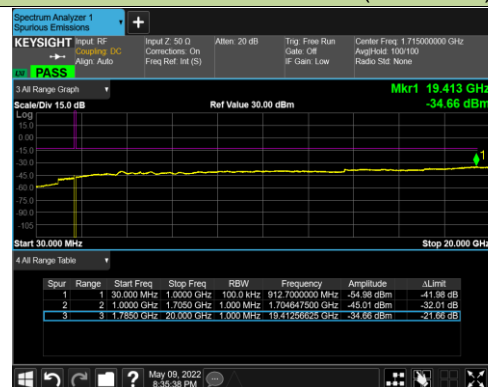 Spectrum Analyzer 1
Spurious Emissions
+
KEYSIGHT Input: RF Input Z: 50 Ω Atten: 20 dB Trig: Free Run Center Freq: 1.715000000 GHz
Coupling: DC Corrections: On Gate: Off Avg|Hold: 100/100
Align: Auto Freq Ref: Int (S) IF Gain: Low Radio Std: None
PASS
3 All Range Graph Mkr1 19.413 GHz
Scale/Div 15.0 dB Ref Value 30.00 dBm -34.66 dBm
Log
15.0
0.00
-15.0
1
-30.0
-45.0
-60.0
-75.0
-90.0
-105
Start 30.000 MHz Stop 20.000 GHz
4 All Range Table
Spur Range Start Freq Stop Freq RBW Frequency Amplitude ΔLimit
1 1 30.000 MHz 1.0000 GHz 100.0 kHz 912.7000000 MHz -54.98 dBm -41.98 dB
2 2 1.0000 GHz 1.7050 GHz 1.000 MHz 1.704647500 GHz -45.01 dBm -32.01 dB
3 3 1.7850 GHz 20.000 GHz 1.000 MHz 19.41256625 GHz -34.66 dBm -21.66 dB
?
May 09, 2022
8:35:38 PM